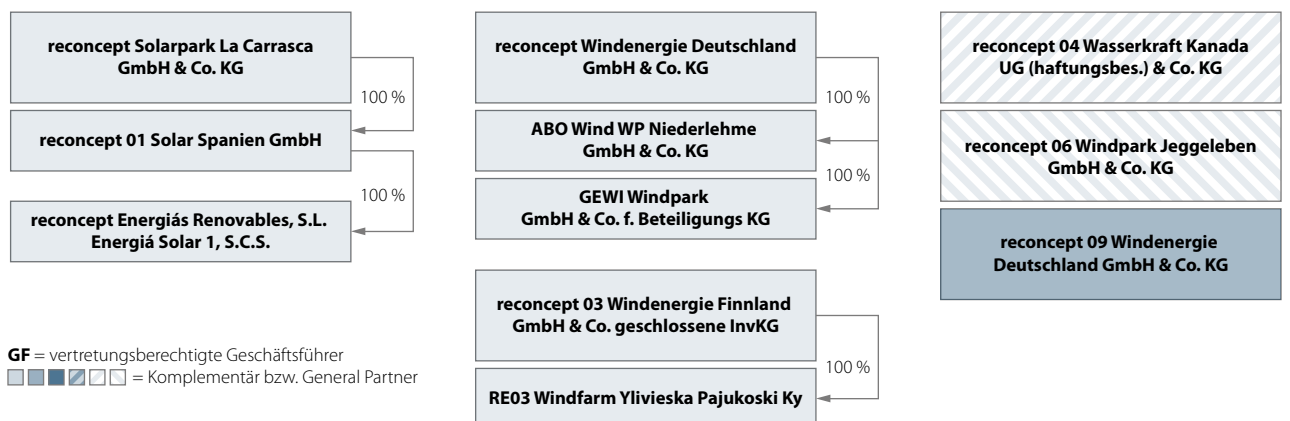 reconcept Solarpark La Carrasca
GmbH & Co. KG
100 %
reconcept 01 Solar Spanien GmbH
100 %
reconcept Energiás Renovables, S.L.
Energiá Solar 1, S.C.S.
reconcept Windenergie Deutschland
GmbH & Co. KG
100 %
ABO Wind WP Niederlehme
GmbH & Co. KG
100 %
GEWI Windpark
GmbH & Co. f. Beteiligungs KG
reconcept 03 Windenergie Finnland
GmbH & Co. geschlossene InvKG
100 %
RE03 Windfarm Ylivieska Pajukoski Ky
reconcept 04 Wasserkraft Kanada
UG (haftungsbes.) & Co. KG
reconcept 06 Windpark Jeggeleben
GmbH & Co. KG
reconcept 09 Windenergie
Deutschland GmbH & Co. KG
GF = vertretungsberechtigte Geschäftsführer
= Komplementär bzw. General Partner